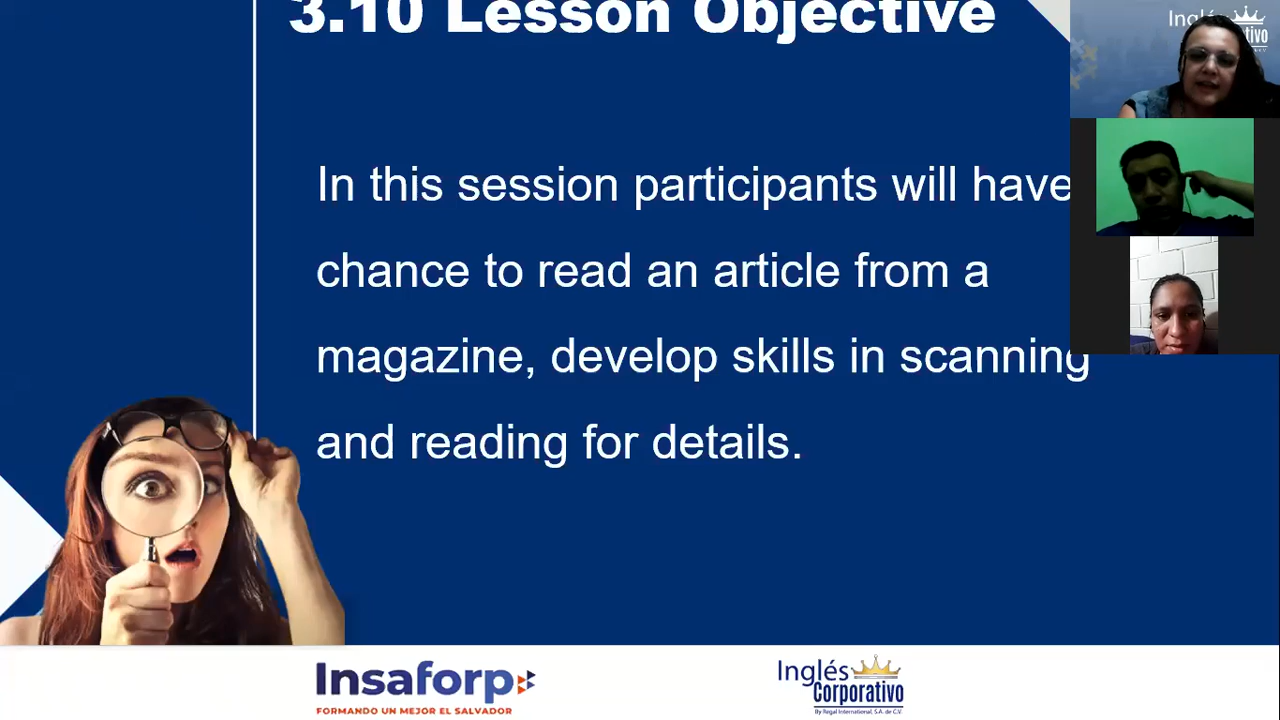 3.10 Lesson Objective
In this session participants will have
chance to read an article from a
magazine, develop skills in scanning
and reading for details.
Insaforp
FORMANDO UN MEJOR EL SALVADOR
Inglés
Corporativo
By Regal International, S.A. de C.V.